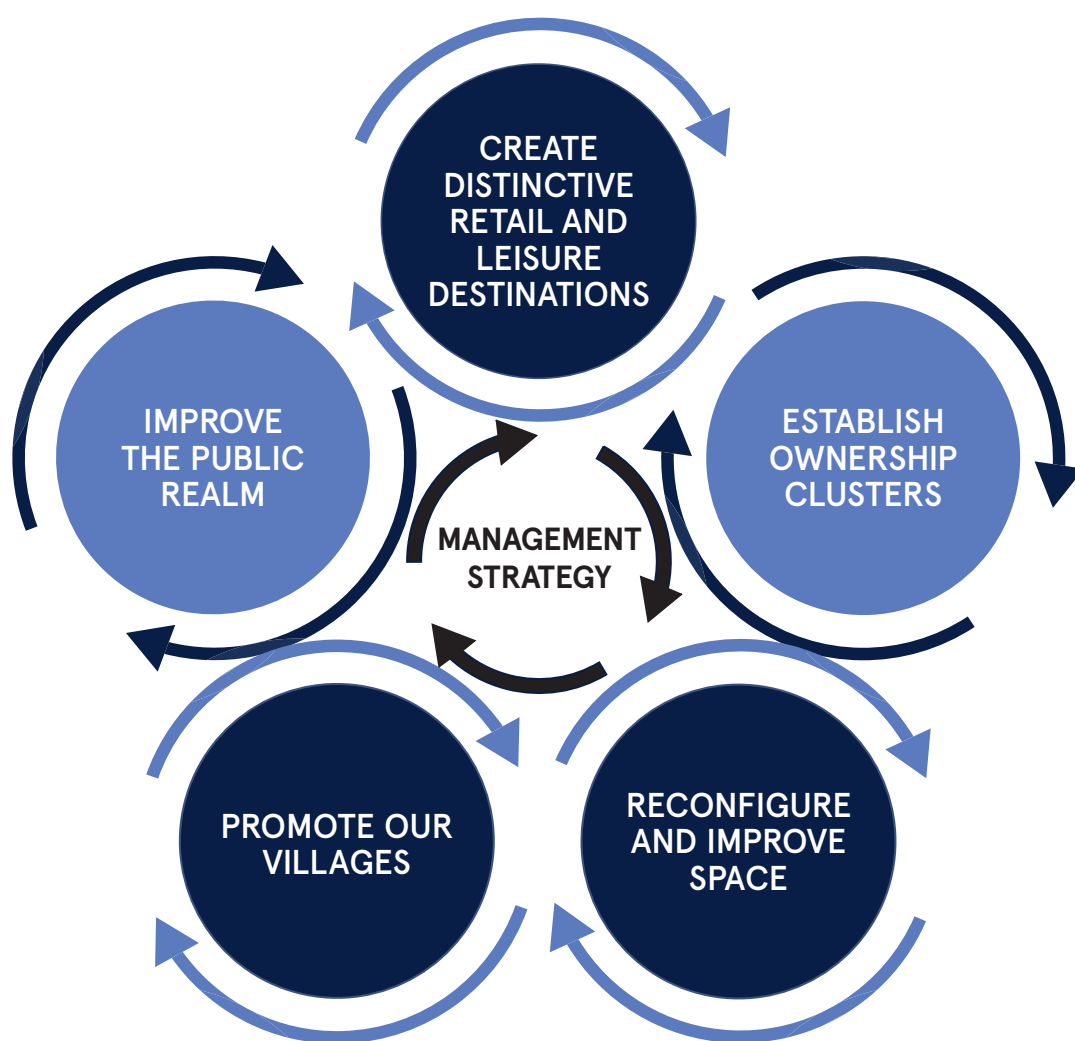 CREATE
DISTINCTIVE
RETAIL AND
LEISURE
DESTINATIONS
IMPROVE
THE PUBLIC
REALM
ESTABLISH
OWNERSHIP
CLUSTERS
MANAGEMENT
STRATEGY
PROMOTE OUR
VILLAGES
RECONFIGURE
AND IMPROVE
SPACE